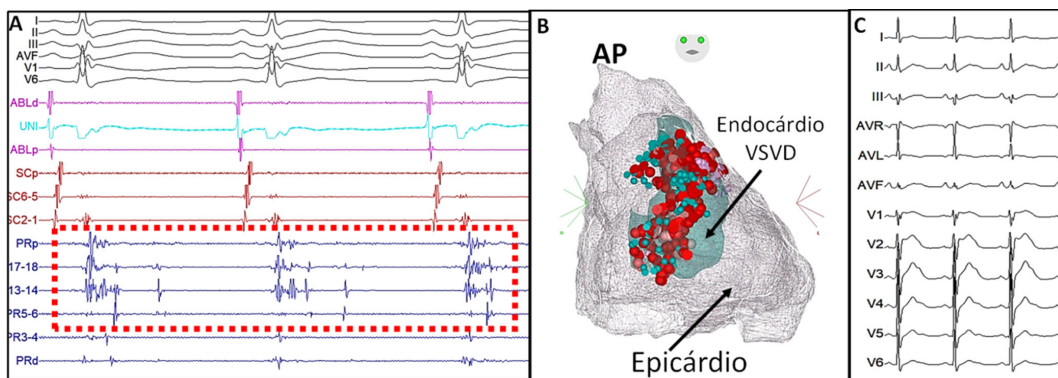 A
I
II
III
AVF
V1
V6
ABLd
UNI
ABLp
SCp
SC6-5
SC2-1
PRp
17-18
13-14
PR5-6
PR3-4
PRd
B
AP
Endocárdio
VSVD
Epicárdio
C
I
II
III
AVR
AVL
AVF
V1
V2
V3
V4
V5
V6